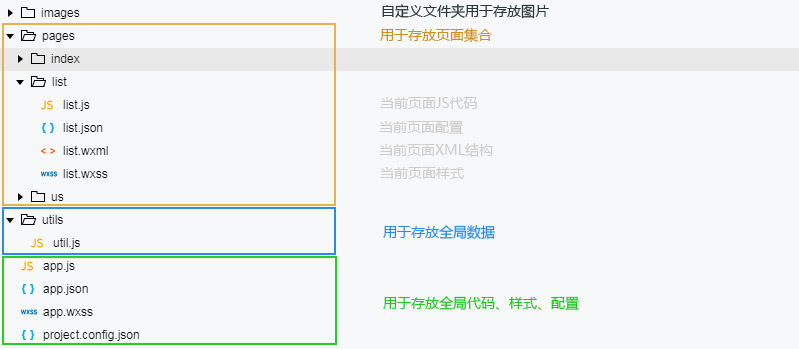 images 自定义文件夹用于存放图片
pages 用于存放页面集合
index
list
JS list.js 当前页面JS代码
{ } list.json 当前页面配置
< > list.wxml 当前页面XML结构
WXSS list.wxss 当前页面样式
us
utils
JS util.js 用于存放全局数据
JS app.js
{ } app.json
WXSS app.wxss 用于存放全局代码、样式、配置
{ } project.config.json